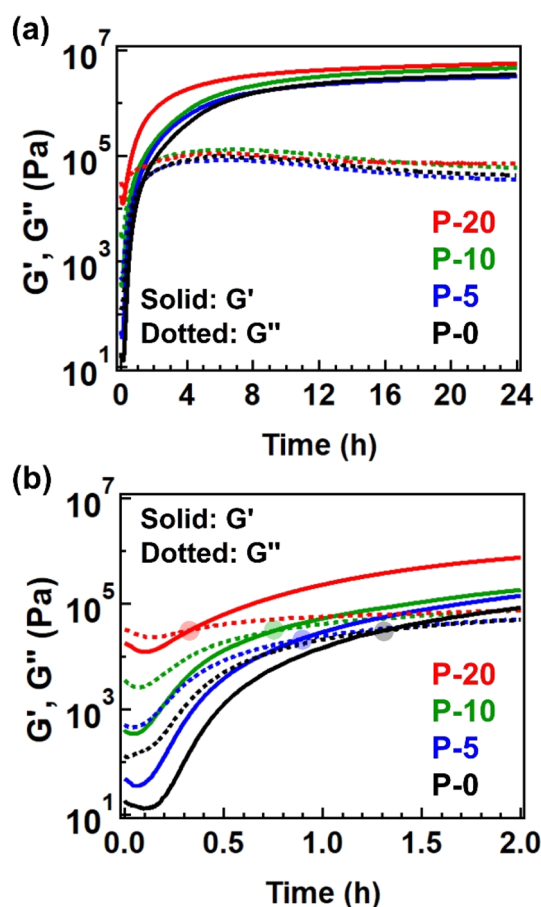 (a)
10⁷
10⁵
10³
10¹
G', G'' (Pa)
P-20
P-10
P-5
P-0
Solid: G'
Dotted: G"
0 4 8 12 16 20 24
Time (h)
(b)
10⁷
10⁵
10³
10¹
G', G'' (Pa)
Solid: G'
Dotted: G"
P-20
P-10
P-5
P-0
0.0 0.5 1.0 1.5 2.0
Time (h)